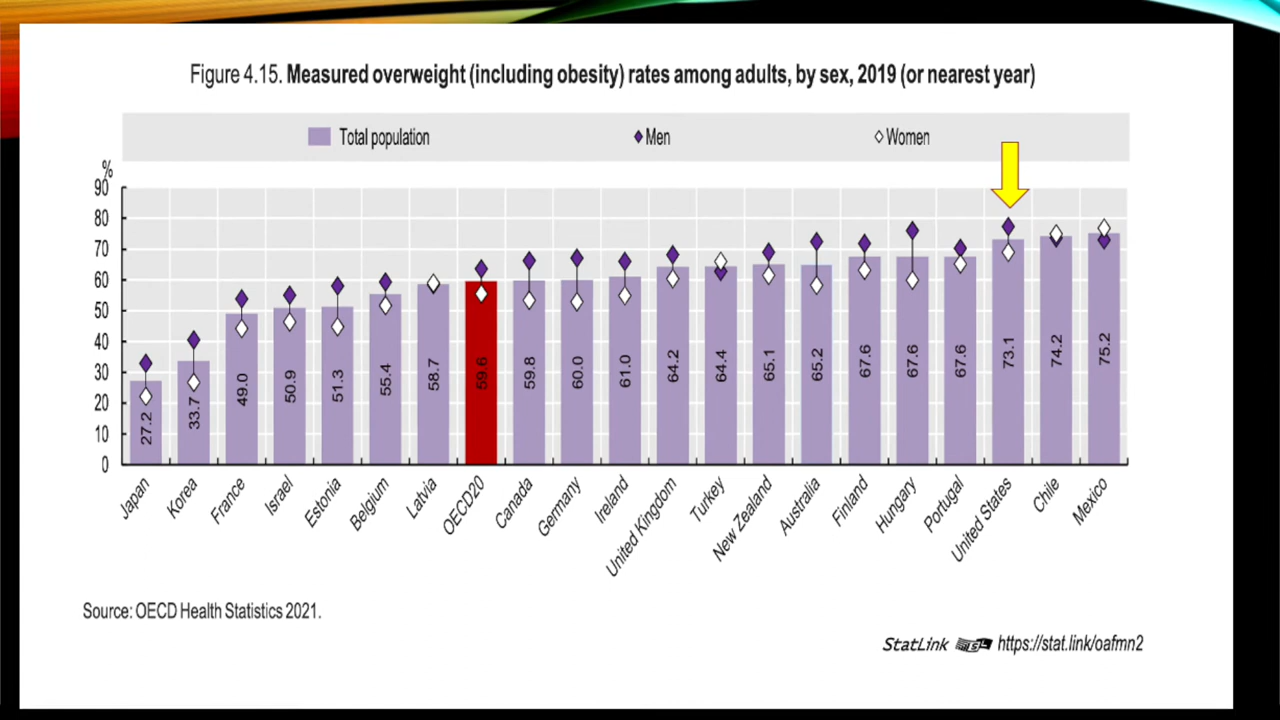 Figure 4.15. Measured overweight (including obesity) rates among adults, by sex, 2019 (or nearest year)
Total population Men Women
%
90
80
70
60
50
40
30
20
10
0
27.2 33.7 49.0 50.9 51.3 55.4 58.7 59.6 59.8 60.0 61.0 64.2 64.4 65.1 65.2 67.6 67.6 67.6 73.1 74.2 75.2
Japan Korea France Israel Estonia Belgium Latvia OECD20 Canada Germany Ireland United Kingdom Turkey New Zealand Australia Finland Hungary Portugal United States Chile Mexico
Source: OECD Health Statistics 2021.
StatLink https://stat.link/oafmn2